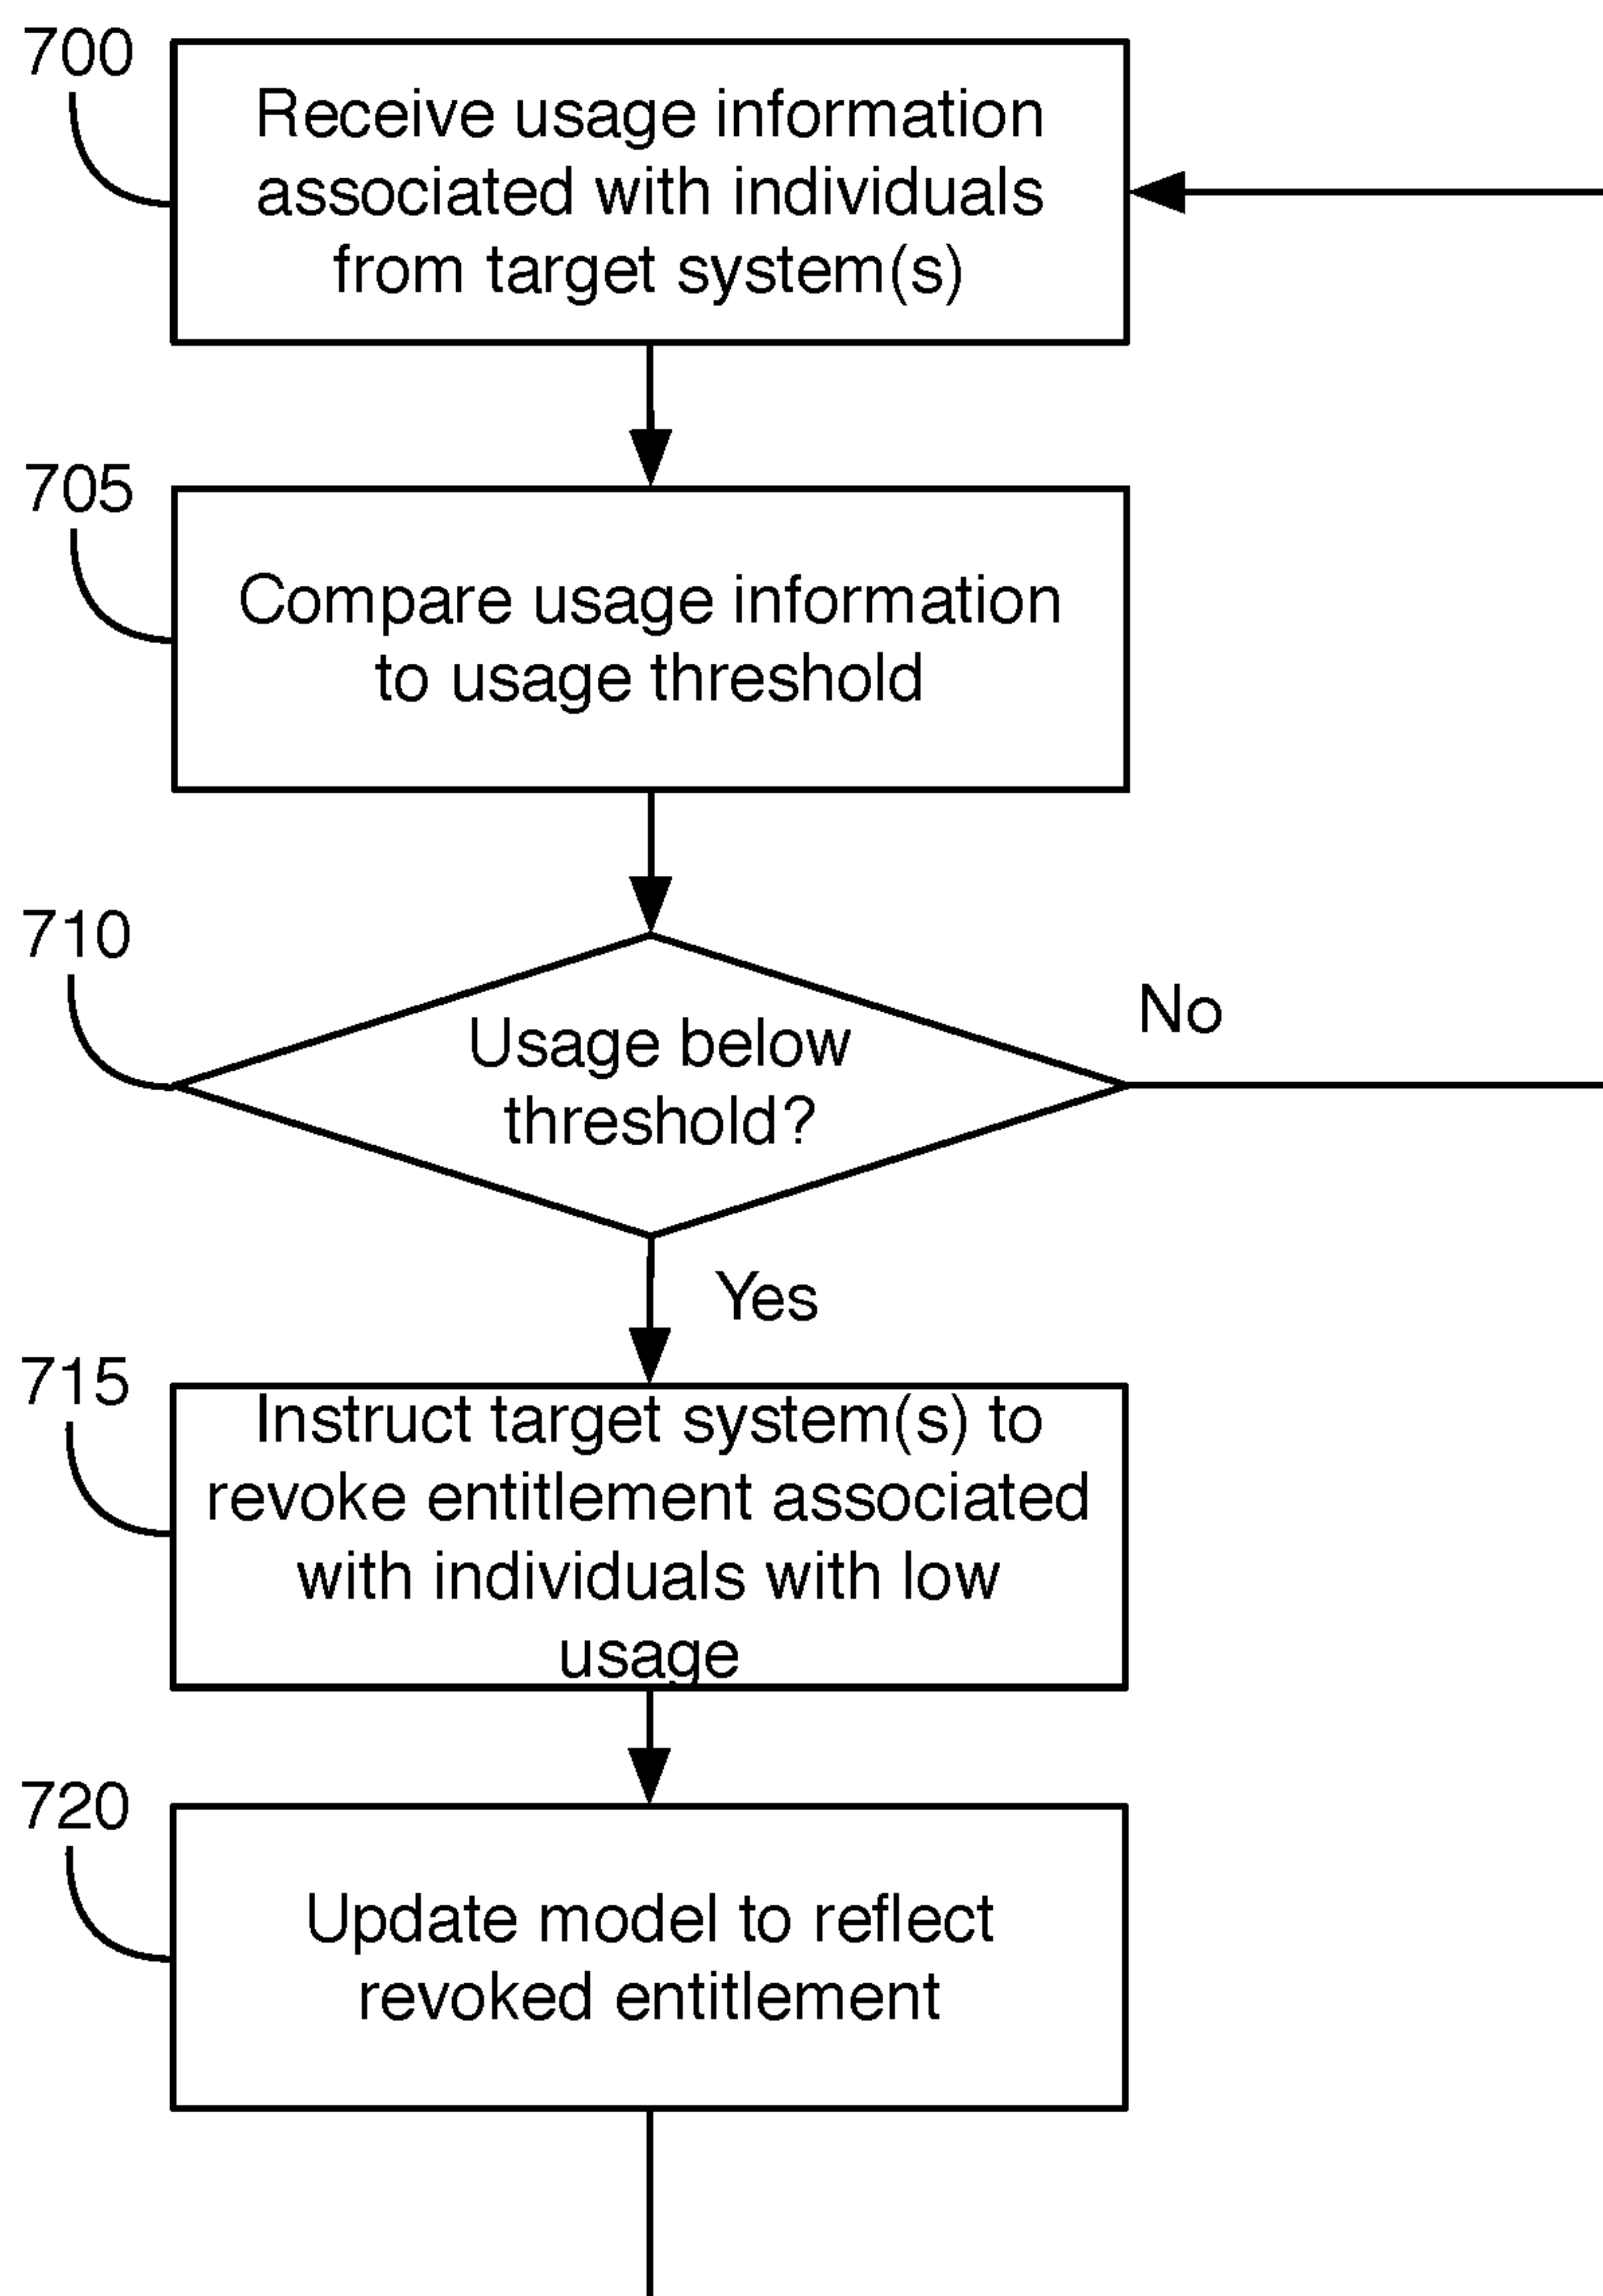 700
Receive usage information
associated with individuals
from target system(s)
705
Compare usage information
to usage threshold
710
Usage below
threshold?
No
Yes
715
Instruct target system(s) to
revoke entitlement associated
with individuals with low
usage
720
Update model to reflect
revoked entitlement